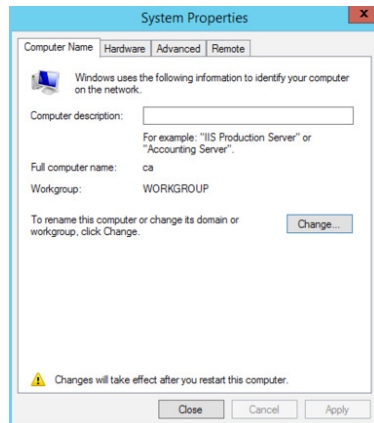 System Properties
x
Computer Name Hardware Advanced Remote
Windows uses the following information to identify your computer
on the network.
Computer description:
For example: "IIS Production Server" or
"Accounting Server".
Full computer name: ca
Workgroup: WORKGROUP
To rename this computer or change its domain or
workgroup, click Change.
Change...
Changes will take effect after you restart this computer.
Close Cancel Apply